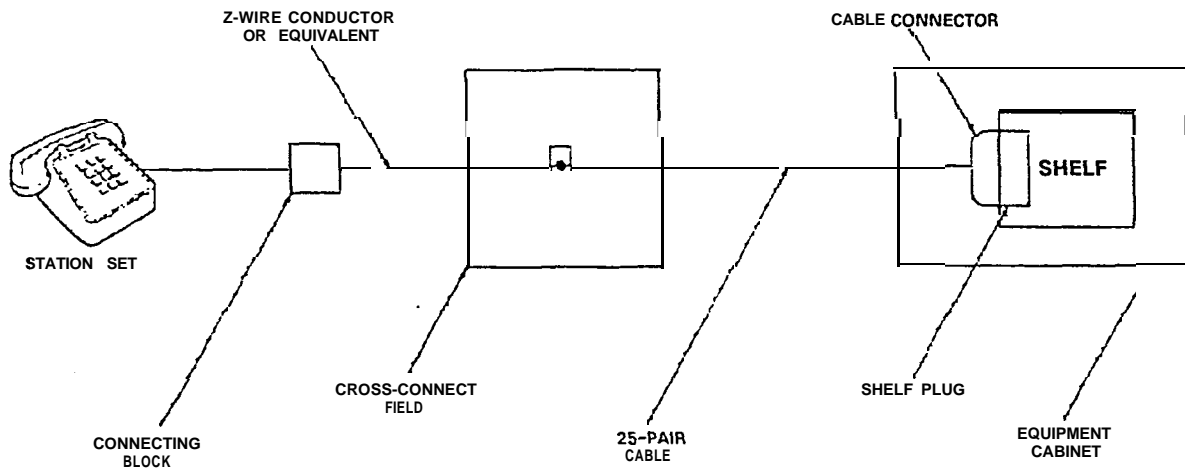 Z-WIRE CONDUCTOR
OR EQUIVALENT
CABLE CONNECTOR
SHELF
STATION SET
CROSS-CONNECT
FIELD
SHELF PLUG
CONNECTING
BLOCK
25-PAIR
CABLE
EQUIPMENT
CABINET